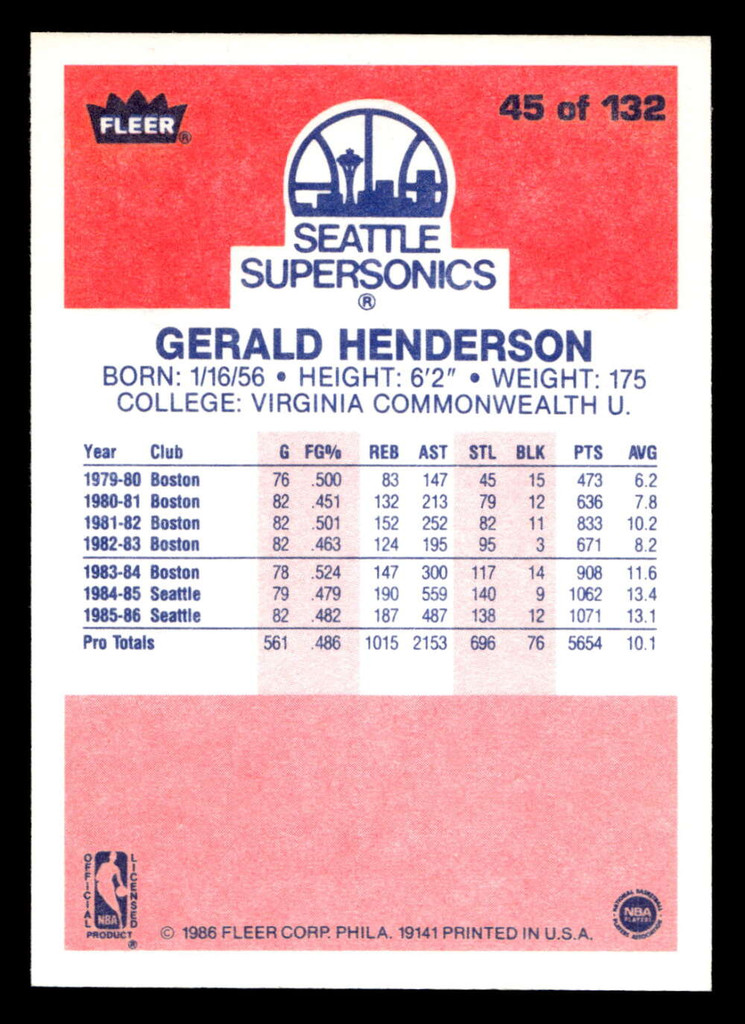 FLEER®
45 of 132
SEATTLE
SUPERSONICS
®
GERALD HENDERSON
BORN: 1/16/56 • HEIGHT: 6'2" • WEIGHT: 175
COLLEGE: VIRGINIA COMMONWEALTH U.
Year Club G FG% REB AST STL BLK PTS AVG
1979-80 Boston 76 .500 83 147 45 15 473 6.2
1980-81 Boston 82 .451 132 213 79 12 636 7.8
1981-82 Boston 82 .501 152 252 82 11 833 10.2
1982-83 Boston 82 .463 124 195 95 3 671 8.2
1983-84 Boston 78 .524 147 300 117 14 908 11.6
1984-85 Seattle 79 .479 190 559 140 9 1062 13.4
1985-86 Seattle 82 .482 187 487 138 12 1071 13.1
Pro Totals 561 .486 1015 2153 696 76 5654 10.1
OFFICIAL
LICENSED
NBA
PRODUCT
®
© 1986 FLEER CORP. PHILA. 19141 PRINTED IN U.S.A.
NATIONAL BASKETBALL
NBA
PLAYERS
PLAYERS ASSOCIATION